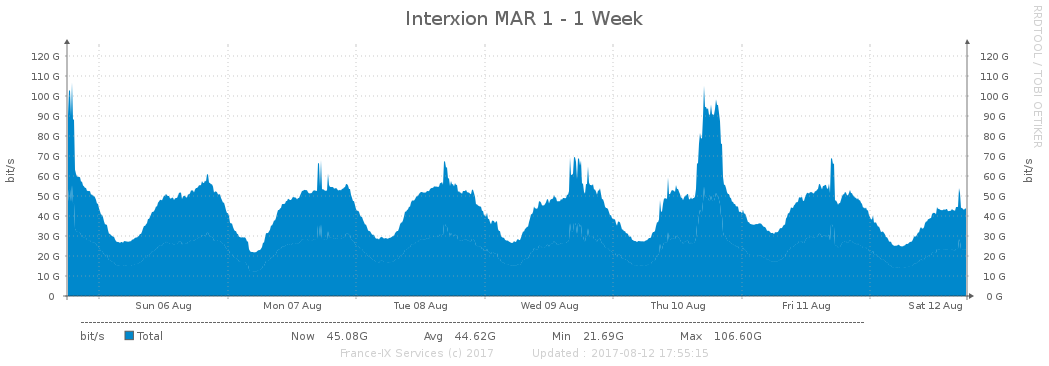 Interxion MAR 1 - 1 Week
RRDTOOL / TOBI OETIKER
bit/s
120 G
110 G
100 G
90 G
80 G
70 G
60 G
50 G
40 G
30 G
20 G
10 G
0
120 G
110 G
100 G
90 G
80 G
70 G
60 G
50 G
40 G
30 G
20 G
10 G
0 G
bit/s
Sun 06 Aug Mon 07 Aug Tue 08 Aug Wed 09 Aug Thu 10 Aug Fri 11 Aug Sat 12 Aug
bit/s Total Now 45.08G Avg 44.62G Min 21.69G Max 106.60G
France-IX Services (c) 2017 Updated : 2017-08-12 17:55:15